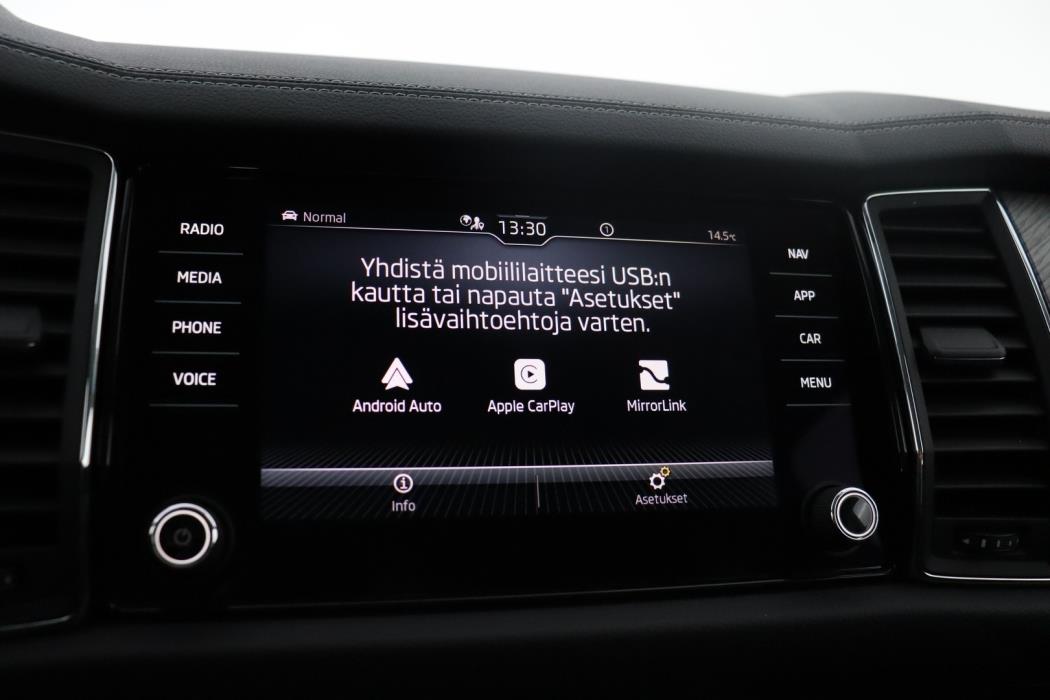 RADIO
MEDIA
PHONE
VOICE
Normal
13:30
1
14.5°C
Yhdistä mobiililaitteesi USB:n
kautta tai napauta "Asetukset"
lisävaihtoehtoja varten.
Android Auto
Apple CarPlay
MirrorLink
Info
Asetukset
NAV
APP
CAR
MENU